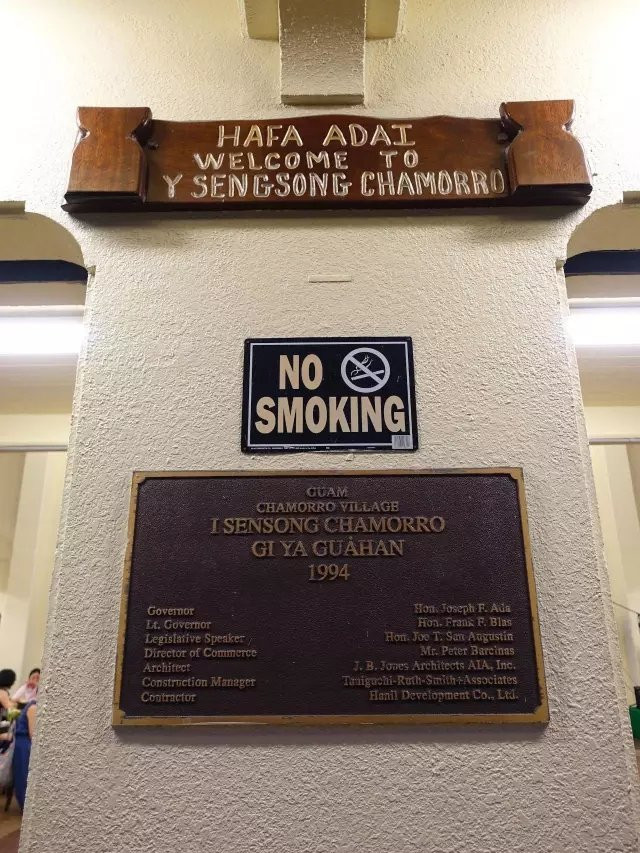 HAFA ADAI
WELCOME TO
Y SENGSONG CHAMORRO
NO
SMOKING
GUAM
CHAMORRO VILLAGE
I SENSONG CHAMORRO
GI YA GUÅHAN
1994
Governor Hon. Joseph F. Ada
Lt. Governor Hon. Frank F. Blas
Legislative Speaker Hon. Joe T. San Augustin
Director of Commerce Mr. Peter Barcinas
Architect J. B. Jones Architects AIA, Inc.
Construction Manager Taniguchi-Ruth-Smith+Associates
Contractor Hanil Development Co., Ltd.